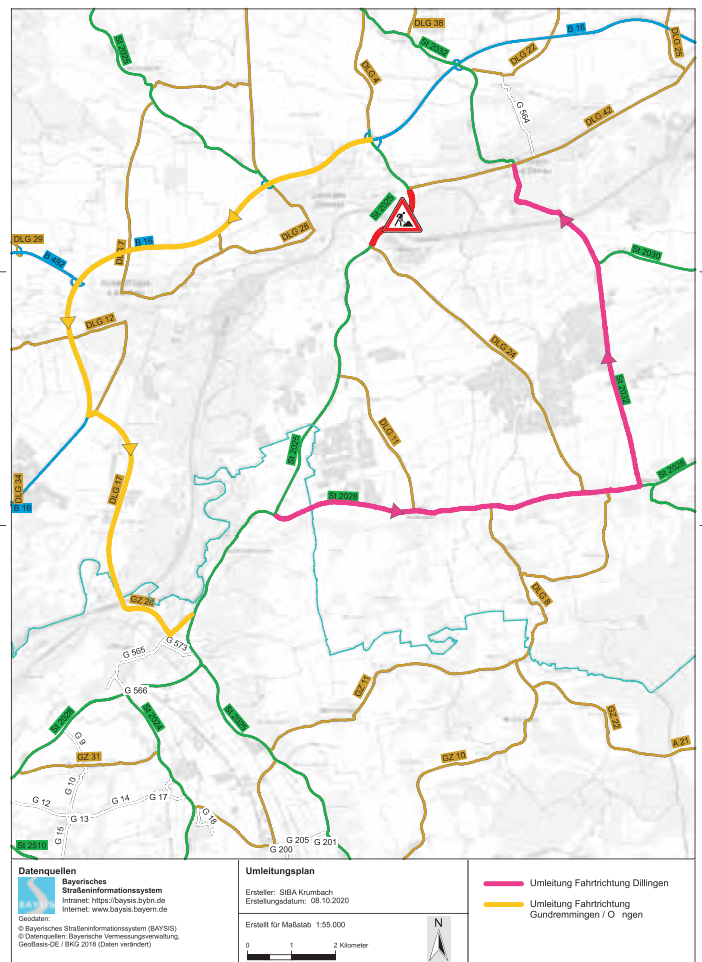 DLG 38
B 16
DLG 25
St 2025
St 2032
DLG 22
DLG 4
G 564
DLG 42
St 2025
DLG 29
B 492
DLG 17
B 16
DLG 28
St 2030
DLG 12
DLG 24
St 2032
DLG 11
St 2025
DLG 34
B 16
DLG 17
St 2028
St 2028
GZ 26
DLG 8
G 573
G 565
G 566
GZ 11
St 2028
St 2024
St 2025
GZ 22
G 9
GZ 31
GZ 10
A 21
G 10
G 12
G 14
G 17
G 13
G 18
G 15
G 205
G 201
G 200
St 2510
Datenquellen
Bayerisches
Straßeninformationssystem
Intranet: https://baysis.bybn.de
Internet: www.baysis.bayern.de
BAYSIS
Geodaten:
© Bayerisches Straßeninformationssystem (BAYSIS)
© Datenquellen: Bayerische Vermessungsverwaltung,
GeoBasis-DE / BKG 2018 (Daten verändert)
Umleitungsplan
Ersteller: StBA Krumbach
Erstellungsdatum: 08.10.2020
Erstellt für Maßstab 1:55.000
0 1 2 Kilometer
N
Umleitung Fahrtrichtung Dillingen
Umleitung Fahrtrichtung
Gundremmingen / O ngen